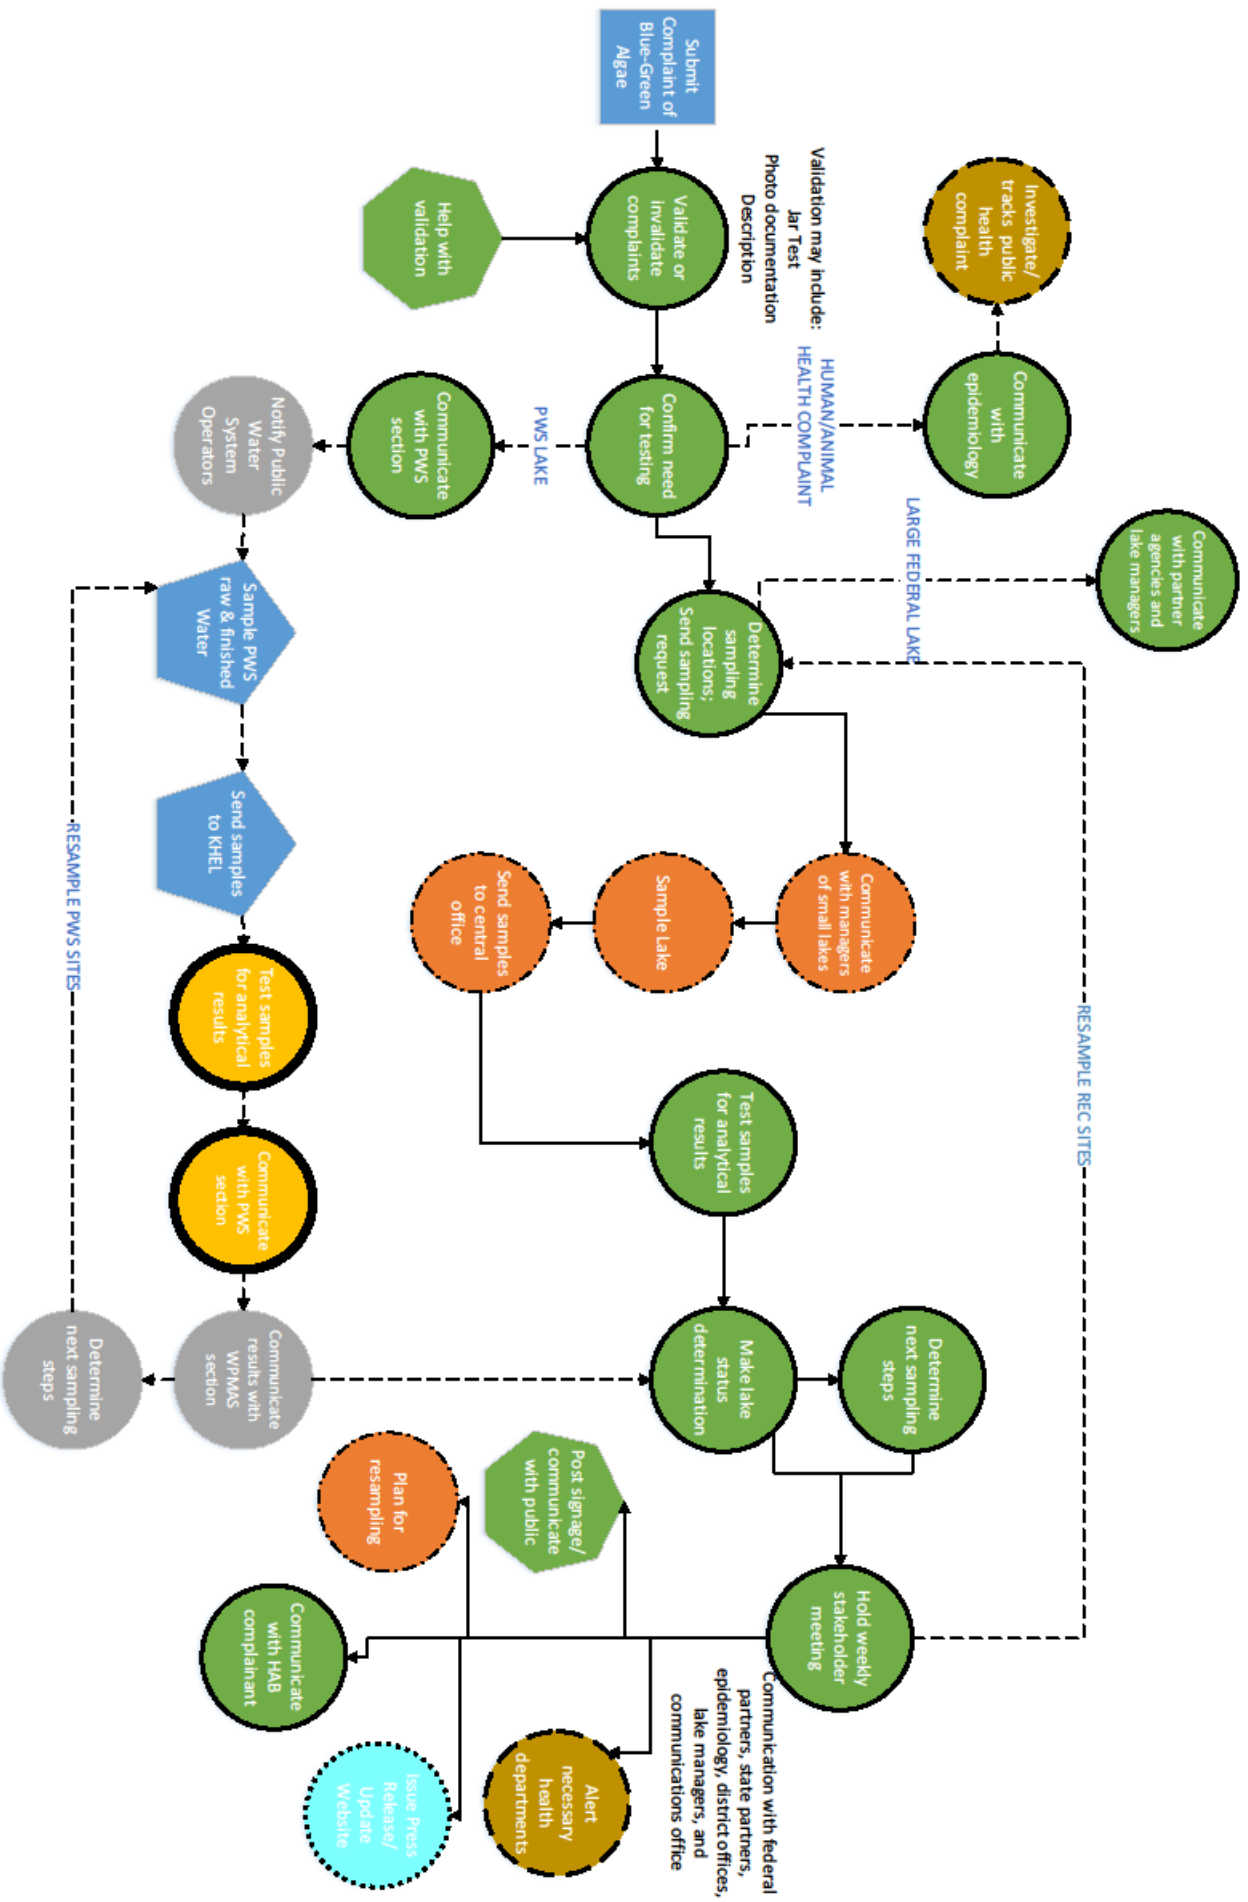 Submit
Complaint of
Blue-Green
Algae
Validation may include:
Jar Test
Photo documentation
Description
Validate or
invalidate
complaints
Help with
validation
Investigate/
tracks public
health
complaint
Communicate
with
epidemiology
HUMAN/ANIMAL
HEALTH COMPLAINT
Confirm need
for testing
PWS LAKE
Communicate
with PWS
section
Notify Public
Water
System
Operators
Communicate
with partner
agencies and
lake managers
LARGE FEDERAL LAKE
Determine
sampling
locations;
Send sampling
request
Sample PWS
raw & finished
Water
Send samples
to KHEL
RESAMPLE PWS SITES
Communicate
with managers
of small lakes
Sample Lake
Send samples
to central
office
Test samples
for analytical
results
Communicate
with PWS
section
RESAMPLE REC SITES
Test samples
for analytical
results
Determine
next sampling
steps
Make lake
status
determination
Communicate
results with
WPMAS
section
Determine
next sampling
steps
Hold weekly
stakeholder
meeting
Post signage/
communicate
with public
Plan for
resampling
Communicate
with HAB
complainant
Communication with federal
partners, state partners,
epidemiology, district offices,
lake managers, and
communications office
Alert
necessary
health
departments
Issue Press
Release/
Update
Website